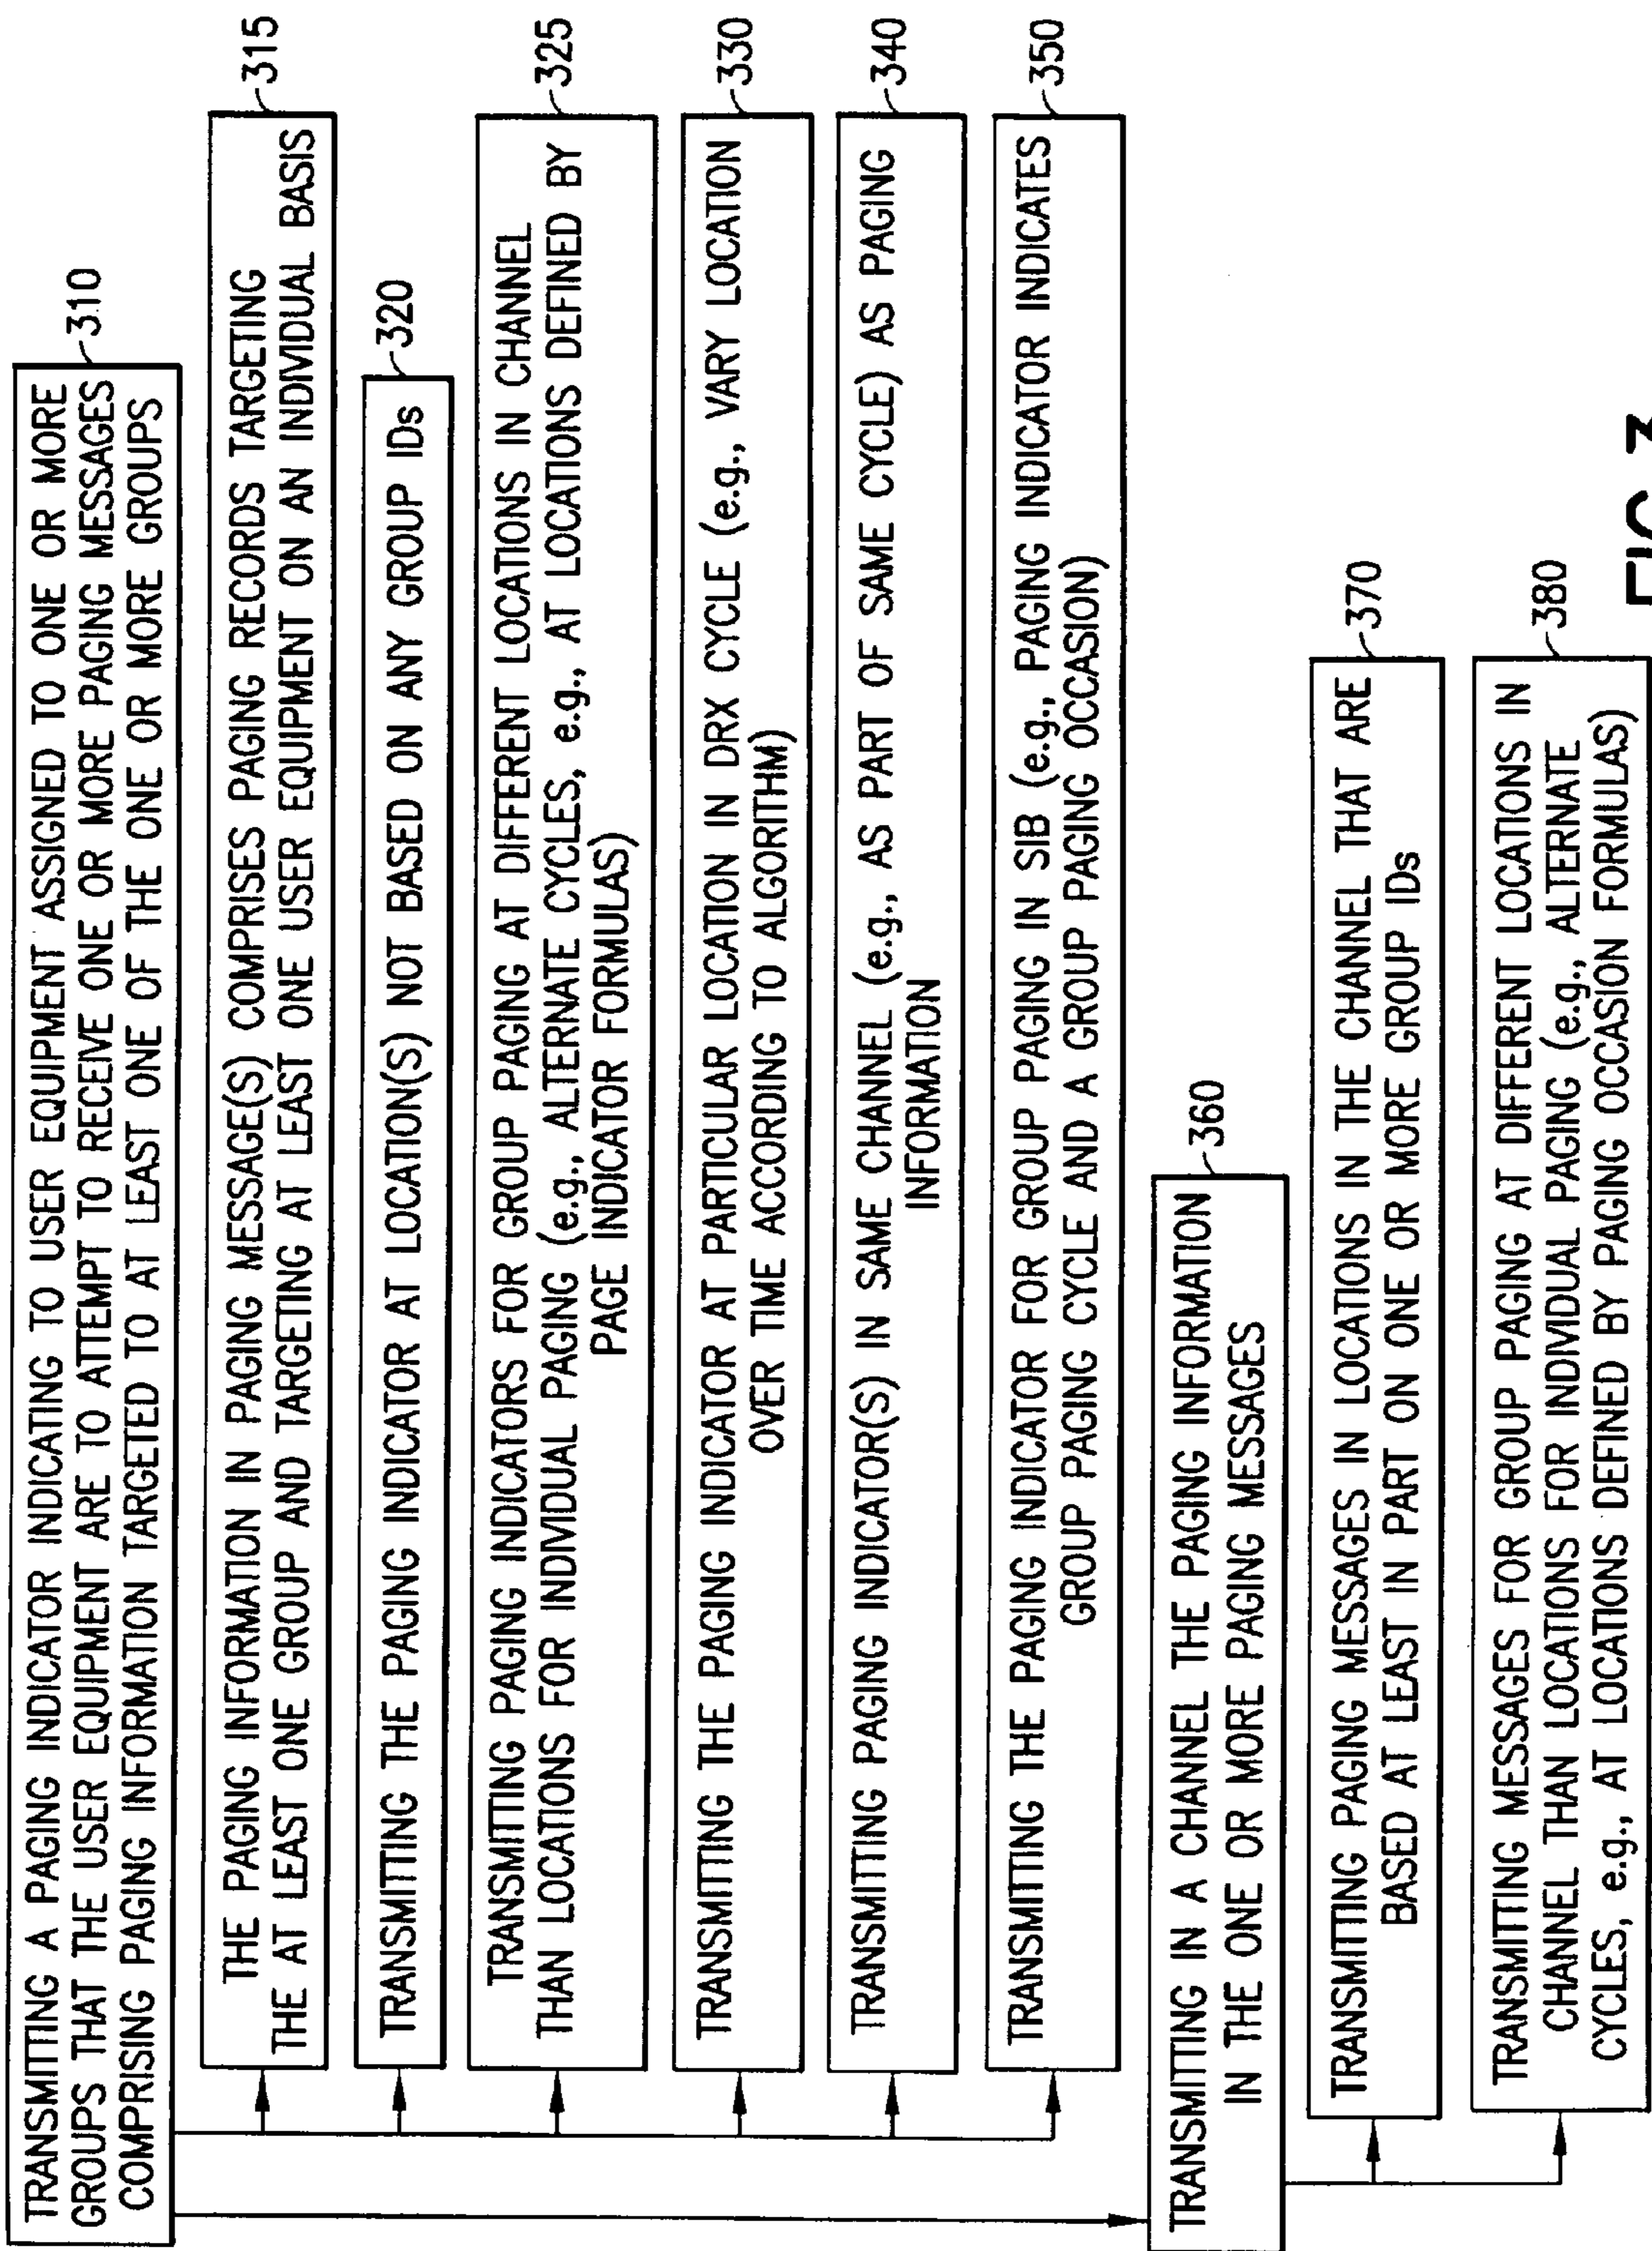 TRANSMITTING A PAGING INDICATOR INDICATING TO USER EQUIPMENT ASSIGNED TO ONE OR MORE
GROUPS THAT THE USER EQUIPMENT ARE TO ATTEMPT TO RECEIVE ONE OR MORE PAGING MESSAGES
COMPRISING PAGING INFORMATION TARGETED TO AT LEAST ONE OF THE ONE OR MORE GROUPS
310
THE PAGING INFORMATION IN PAGING MESSAGE(S) COMPRISES PAGING RECORDS TARGETING
THE AT LEAST ONE GROUP AND TARGETING AT LEAST ONE USER EQUIPMENT ON AN INDIVIDUAL BASIS
315
TRANSMITTING THE PAGING INDICATOR AT LOCATION(S) NOT BASED ON ANY GROUP IDs
320
TRANSMITTING PAGING INDICATORS FOR GROUP PAGING AT DIFFERENT LOCATIONS IN CHANNEL
THAN LOCATIONS FOR INDIVIDUAL PAGING (e.g., ALTERNATE CYCLES, e.g., AT LOCATIONS DEFINED BY
PAGE INDICATOR FORMULAS)
325
TRANSMITTING THE PAGING INDICATOR AT PARTICULAR LOCATION IN DRX CYCLE (e.g., VARY LOCATION
OVER TIME ACCORDING TO ALGORITHM)
330
TRANSMITTING PAGING INDICATOR(S) IN SAME CHANNEL (e.g., AS PART OF SAME CYCLE) AS PAGING
INFORMATION
340
TRANSMITTING THE PAGING INDICATOR FOR GROUP PAGING IN SIB (e.g., PAGING INDICATOR INDICATES
GROUP PAGING CYCLE AND A GROUP PAGING OCCASION)
350
TRANSMITTING IN A CHANNEL THE PAGING INFORMATION
IN THE ONE OR MORE PAGING MESSAGES
360
TRANSMITTING PAGING MESSAGES IN LOCATIONS IN THE CHANNEL THAT ARE
BASED AT LEAST IN PART ON ONE OR MORE GROUP IDs
370
TRANSMITTING MESSAGES FOR GROUP PAGING AT DIFFERENT LOCATIONS IN
CHANNEL THAN LOCATIONS FOR INDIVIDUAL PAGING (e.g., ALTERNATE
CYCLES, e.g., AT LOCATIONS DEFINED BY PAGING OCCASION FORMULAS)
380
FIG. 3